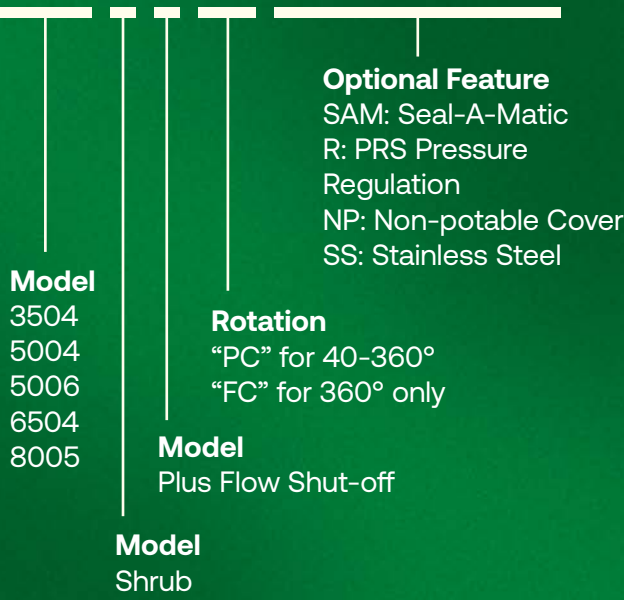 Optional Feature
SAM: Seal-A-Matic
R: PRS Pressure
Regulation
NP: Non-potable Cover
SS: Stainless Steel
Model
3504
5004
5006
6504
8005
Rotation
“PC” for 40-360°
“FC” for 360° only
Model
Plus Flow Shut-off
Model
Shrub